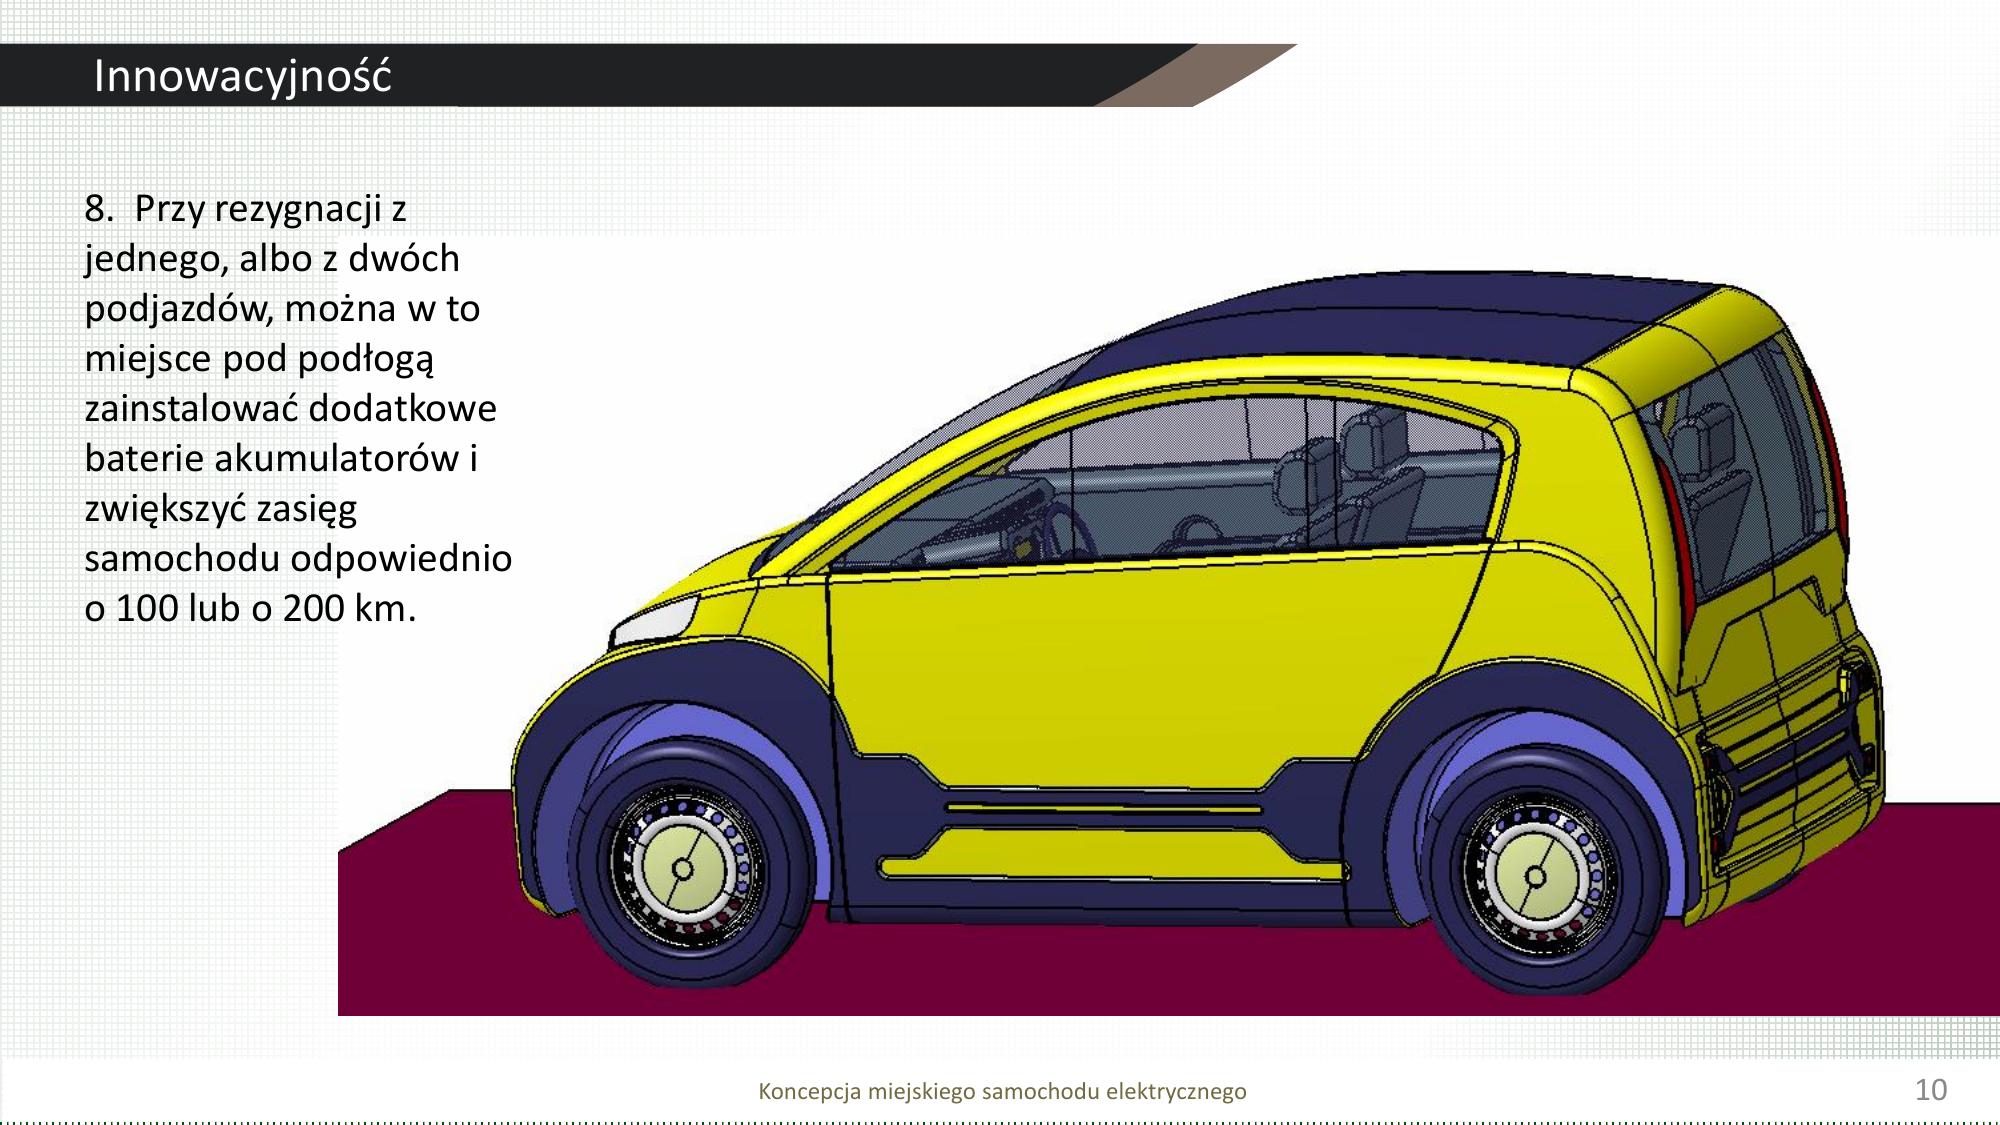 Innowacyjność
8. Przy rezygnacji z
jednego, albo z dwóch
podjazdów, można w to
miejsce pod podłogą
zainstalować dodatkowe
baterie akumulatorów i
zwiększyć zasięg
samochodu odpowiednio
o 100 lub o 200 km.
Koncepcja miejskiego samochodu elektrycznego
10